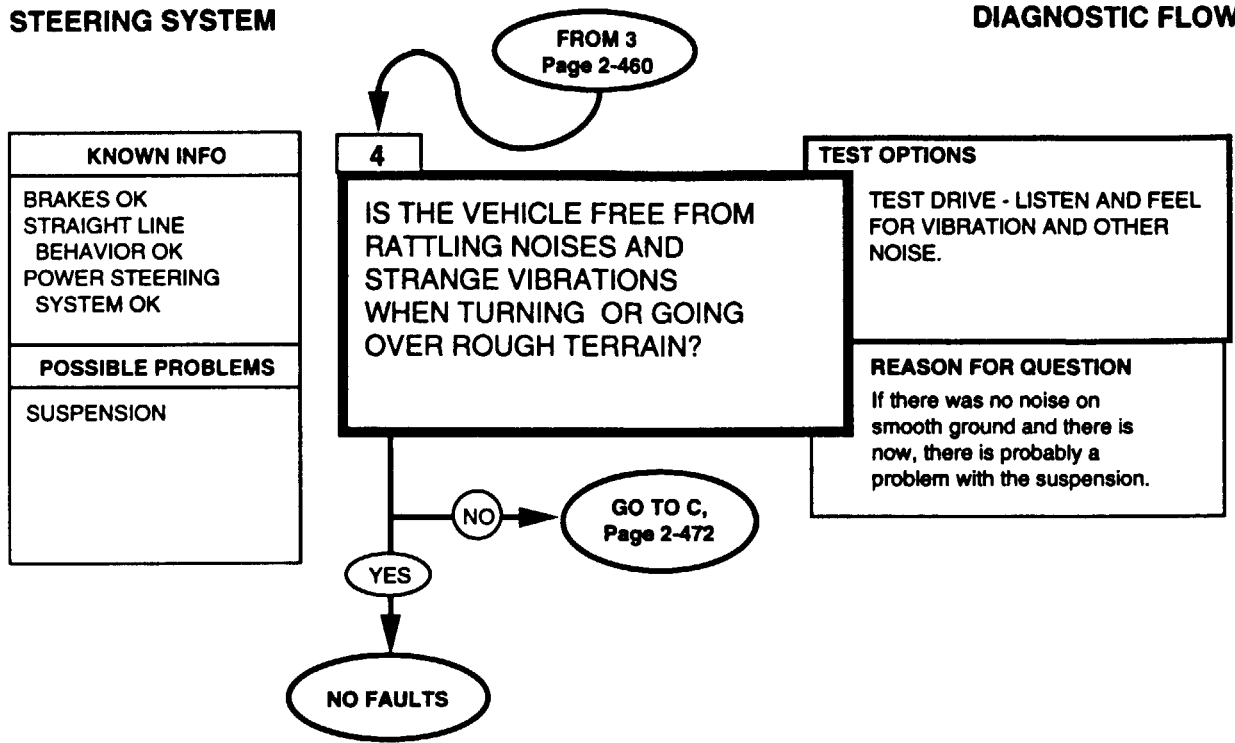 STEERING SYSTEM
DIAGNOSTIC FLOW
FROM 3
Page 2-460
KNOWN INFO
BRAKES OK
STRAIGHT LINE
BEHAVIOR OK
POWER STEERING
SYSTEM OK
POSSIBLE PROBLEMS
SUSPENSION
4
IS THE VEHICLE FREE FROM
RATTLING NOISES AND
STRANGE VIBRATIONS
WHEN TURNING OR GOING
OVER ROUGH TERRAIN?
TEST OPTIONS
TEST DRIVE - LISTEN AND FEEL
FOR VIBRATION AND OTHER
NOISE.
REASON FOR QUESTION
If there was no noise on
smooth ground and there is
now, there is probably a
problem with the suspension.
NO
GO TO C,
Page 2-472
YES
NO FAULTS